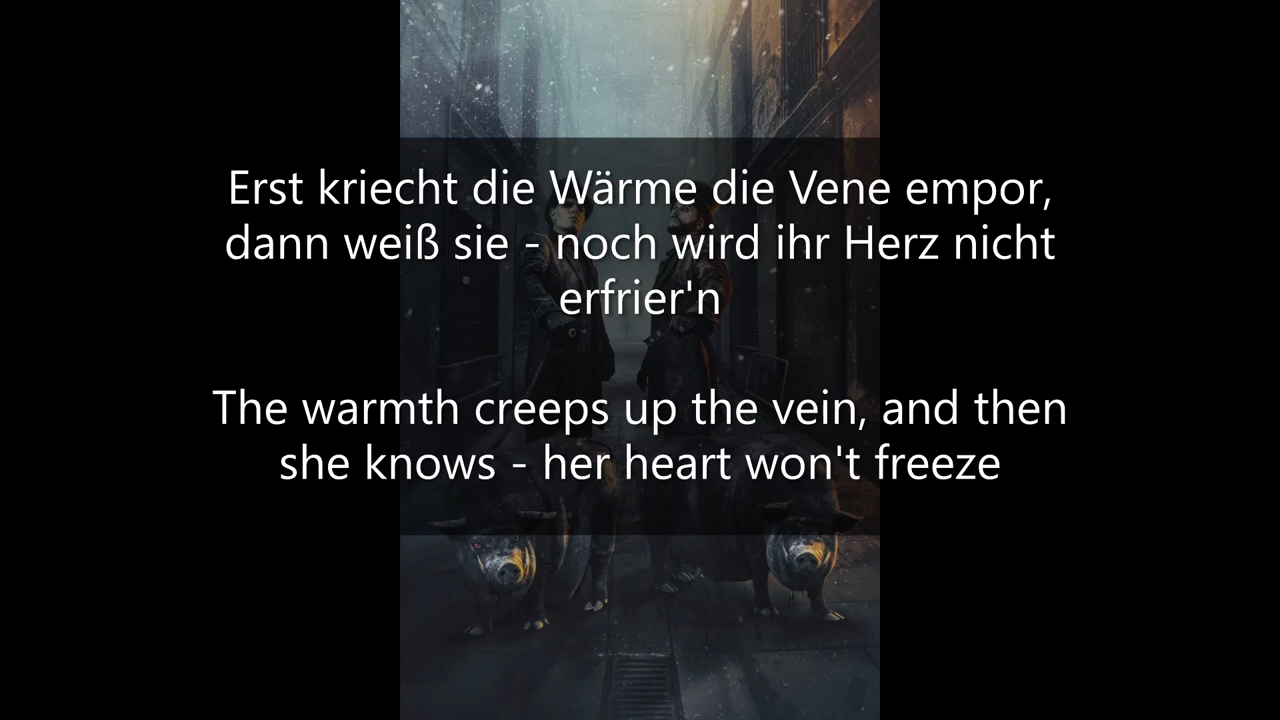 Erst kriecht die Wärme die Vene empor,
dann weiß sie - noch wird ihr Herz nicht
erfrier'n
The warmth creeps up the vein, and then
she knows - her heart won't freeze